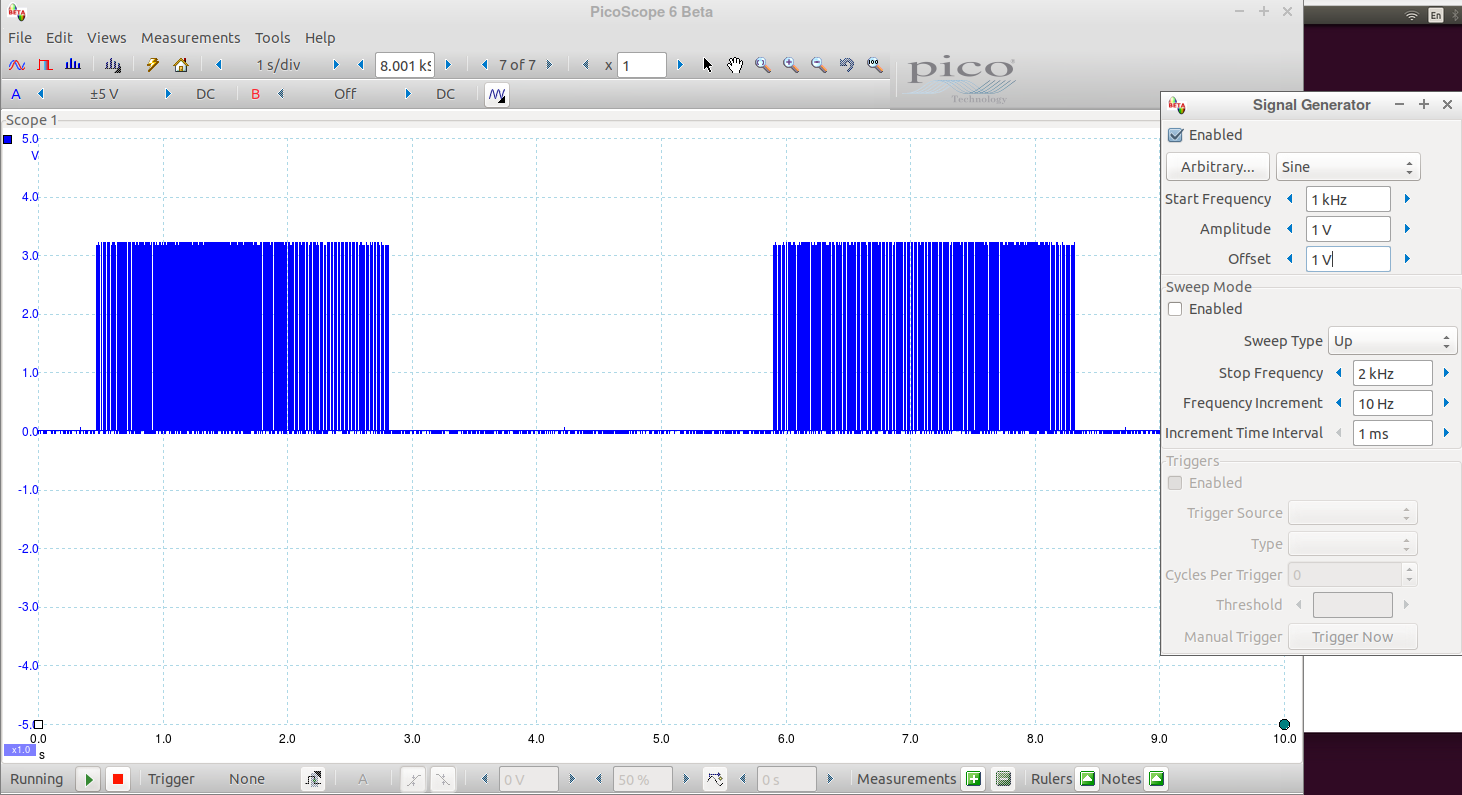 BETA PicoScope 6 Beta
En
File Edit Views Measurements Tools Help
1 s/div 8.001 kS 7 of 7 x 1 100
A ±5 V DC B Off DC
pico
Technology
BETA Signal Generator
Scope 1
Enabled
Arbitrary... Sine
Start Frequency 1 kHz
Amplitude 1 V
Offset 1 V
Sweep Mode
Enabled
Sweep Type Up
Stop Frequency 2 kHz
Frequency Increment 10 Hz
Increment Time Interval 1 ms
Triggers
Enabled
Trigger Source
Type
Cycles Per Trigger 0
Threshold
Manual Trigger Trigger Now
5.0
V
4.0
3.0
2.0
1.0
0.0
-1.0
-2.0
-3.0
-4.0
-5.0
0.0 1.0 2.0 3.0 4.0 5.0 6.0 7.0 8.0 9.0 10.0
x1.0 s
Running Trigger None A 0 V 50 % 0 s Measurements Rulers Notes